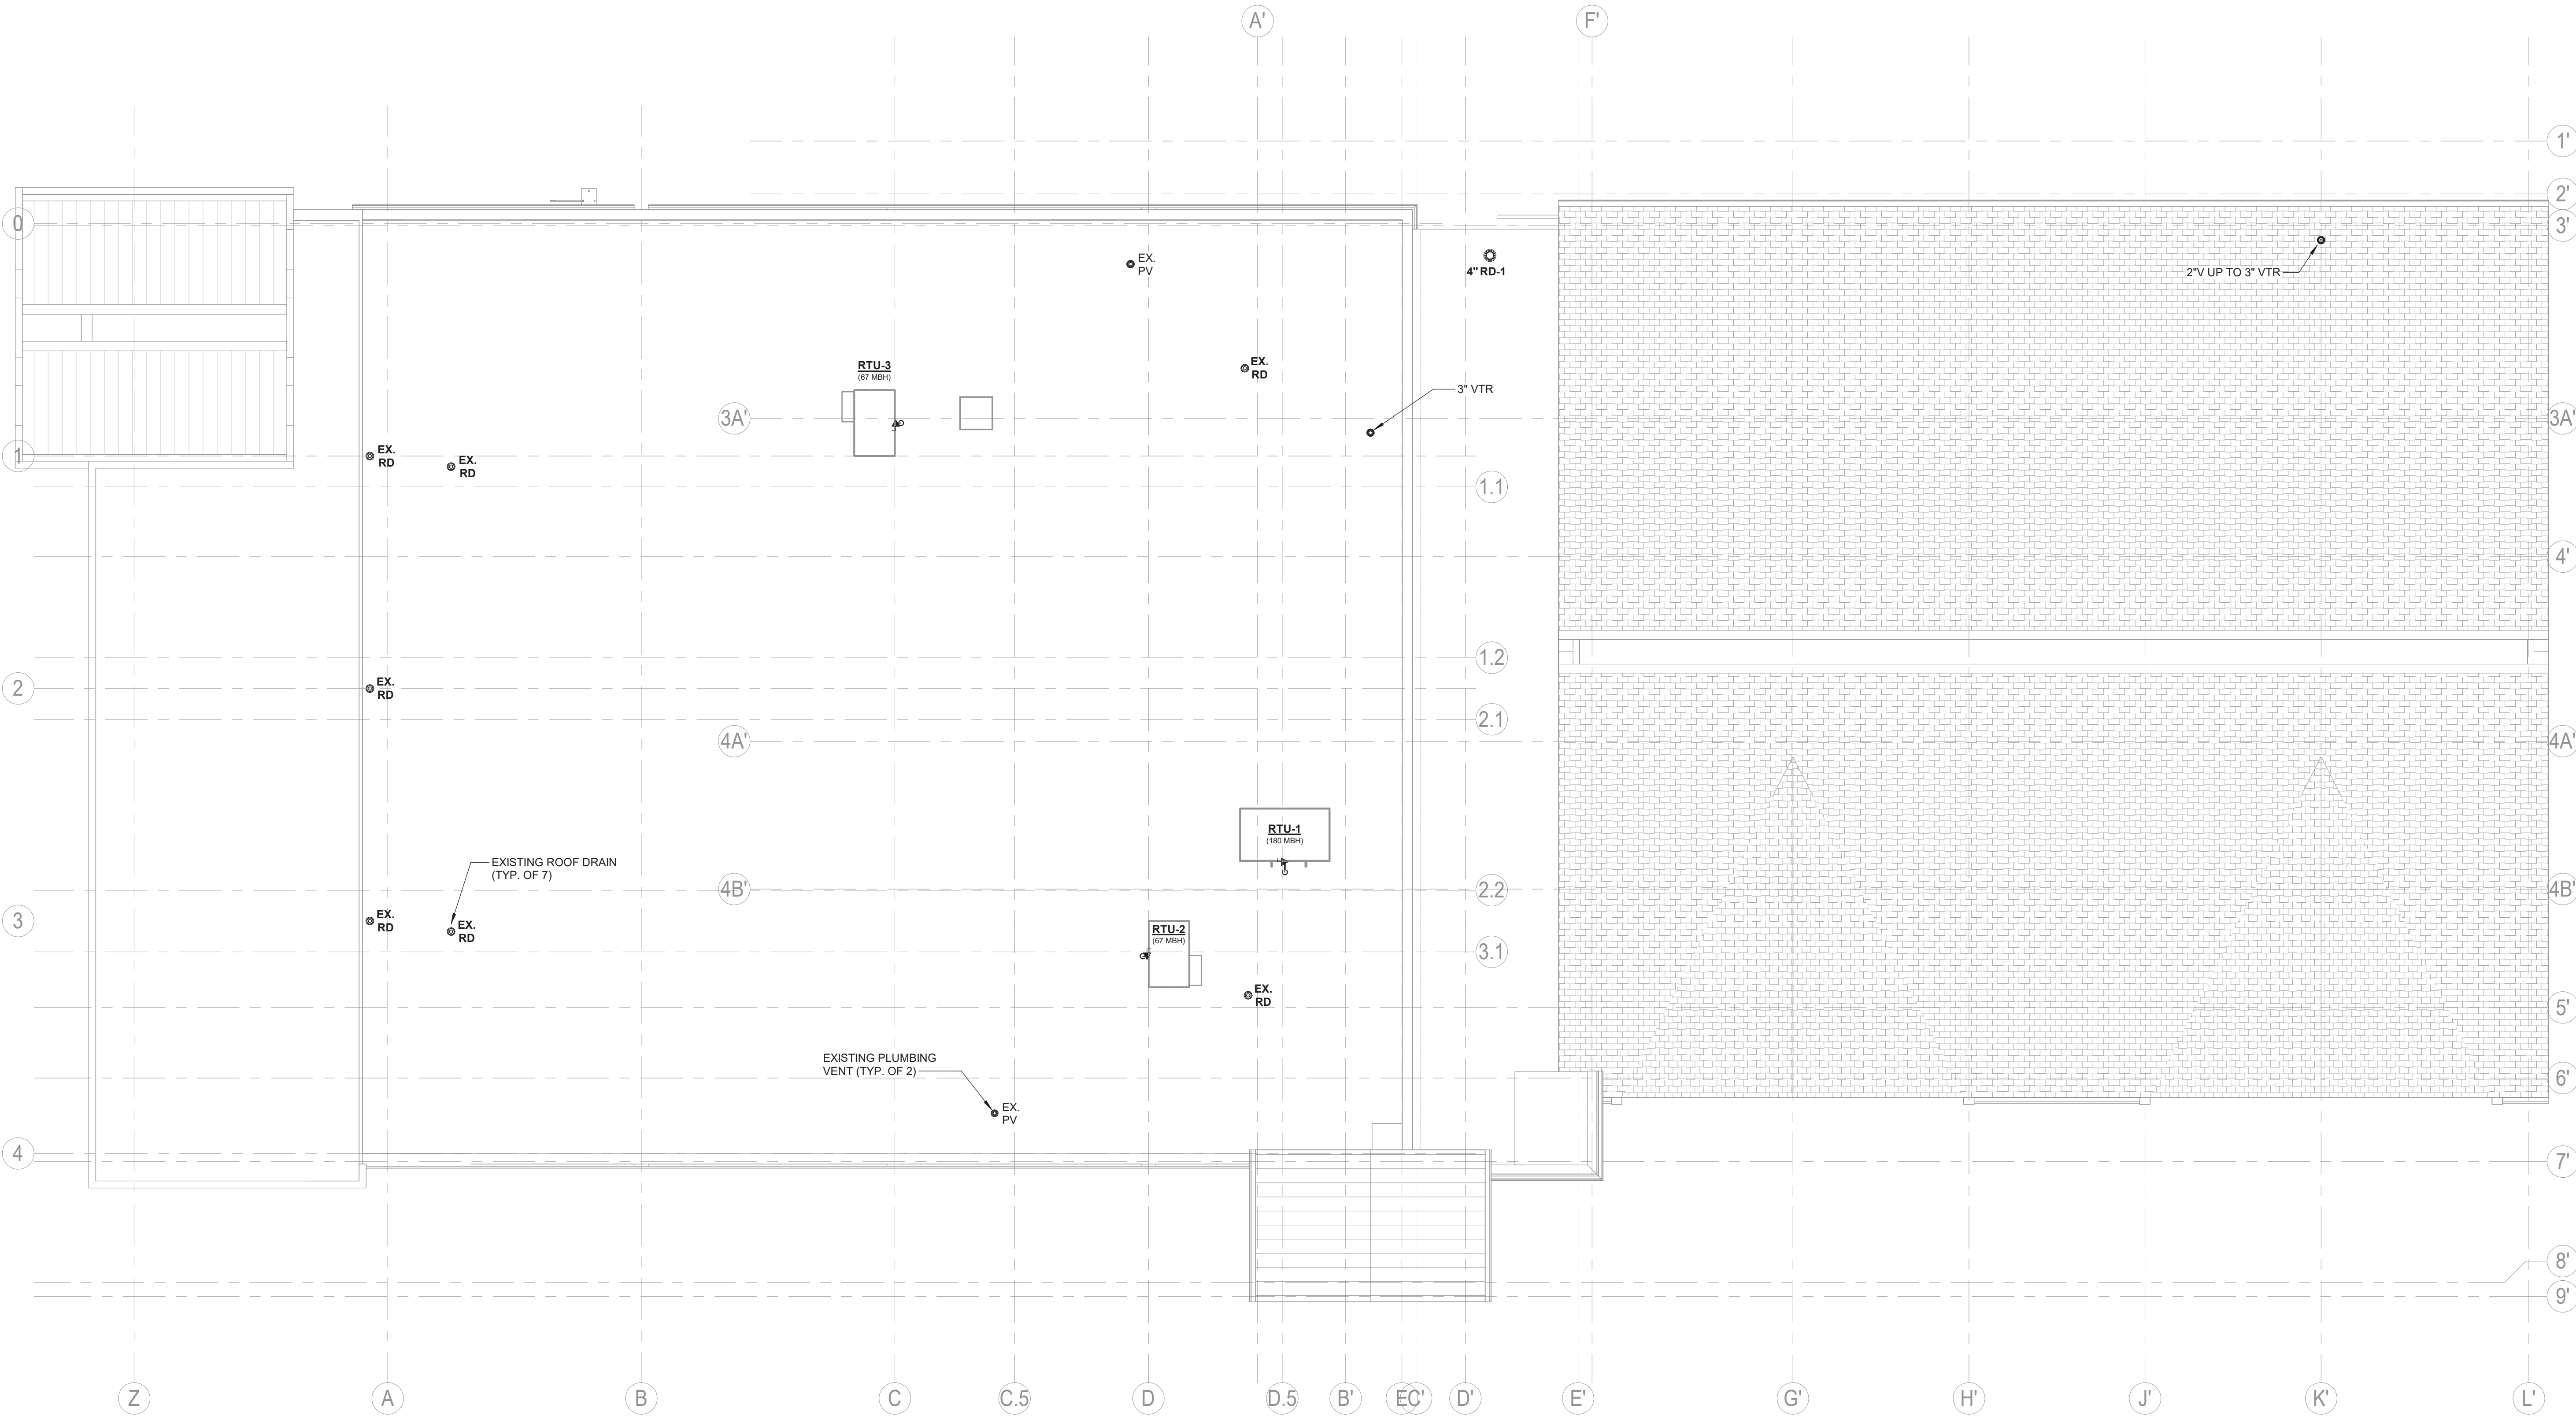 A'
F'
1'
2'
0
3'
EX.
PV
4" RD-1
2"V UP TO 3" VTR
RTU-3
(67 MBH)
EX.
RD
3" VTR
3A'
3A'
G
1
EX.
RD
EX.
RD
1.1
4'
1.2
2
EX.
RD
2.1
4A'
4A'
RTU-1
(180 MBH)
G
EXISTING ROOF DRAIN
(TYP. OF 7)
4B'
2.2
4B'
3
EX.
RD
EX.
RD
RTU-2
(67 MBH)
G
3.1
EX.
RD
5'
EXISTING PLUMBING
VENT (TYP. OF 2)
6'
EX.
PV
4
7'
8'
9'
Z
A
B
C
C.5
D
D.5
B'
E
C'
D'
E'
G'
H'
J'
K'
L'